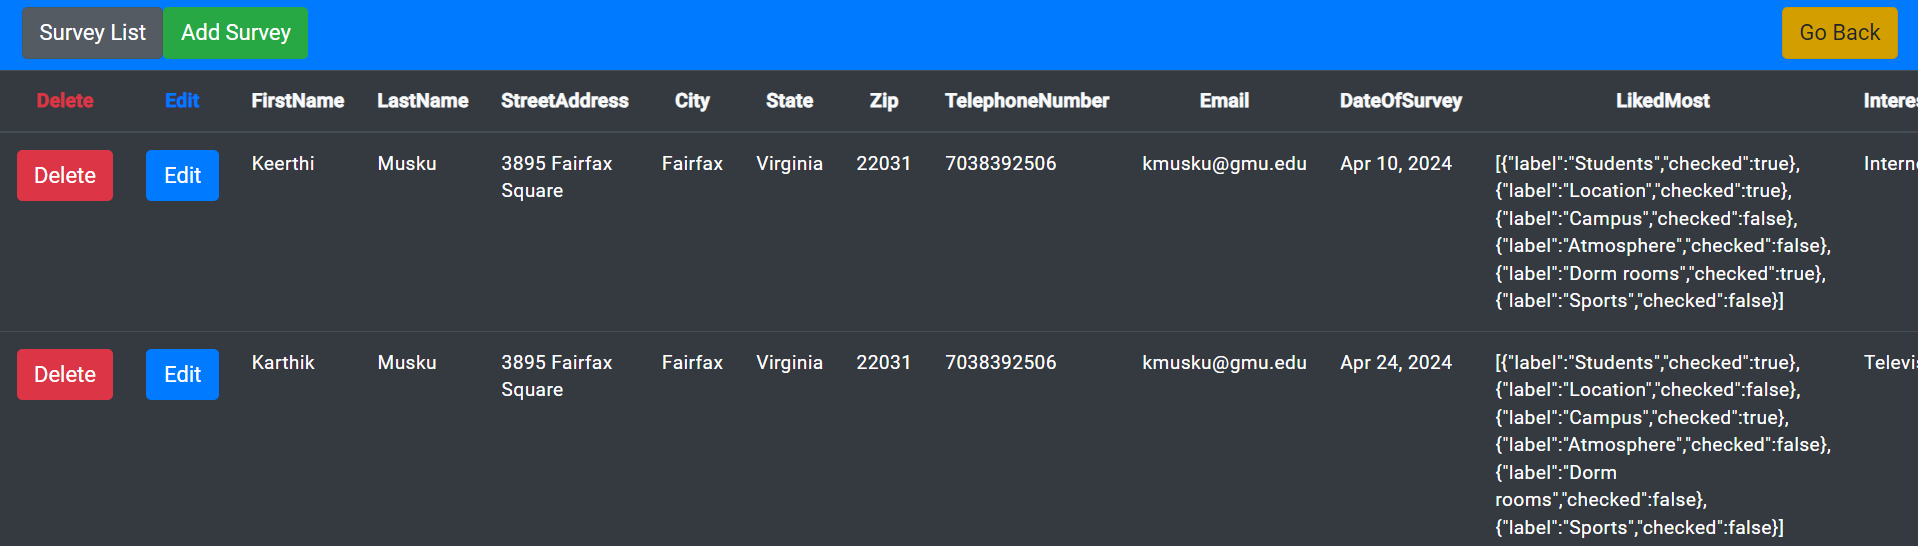 Survey List Add Survey Go Back
Delete Edit FirstName LastName StreetAddress City State Zip TelephoneNumber Email DateOfSurvey LikedMost Interes
Delete Edit Keerthi Musku 3895 Fairfax Fairfax Virginia 22031 7038392506 kmusku@gmu.edu Apr 10, 2024 [{"label":"Students","checked":true}, Intern
Square {"label":"Location","checked":true},
{"label":"Campus","checked":false},
{"label":"Atmosphere","checked":false},
{"label":"Dorm rooms","checked":true},
{"label":"Sports","checked":false}]
Delete Edit Karthik Musku 3895 Fairfax Fairfax Virginia 22031 7038392506 kmusku@gmu.edu Apr 24, 2024 [{"label":"Students","checked":true}, Televis
Square {"label":"Location","checked":false},
{"label":"Campus","checked":true},
{"label":"Atmosphere","checked":false},
{"label":"Dorm
rooms","checked":false},
{"label":"Sports","checked":false}]